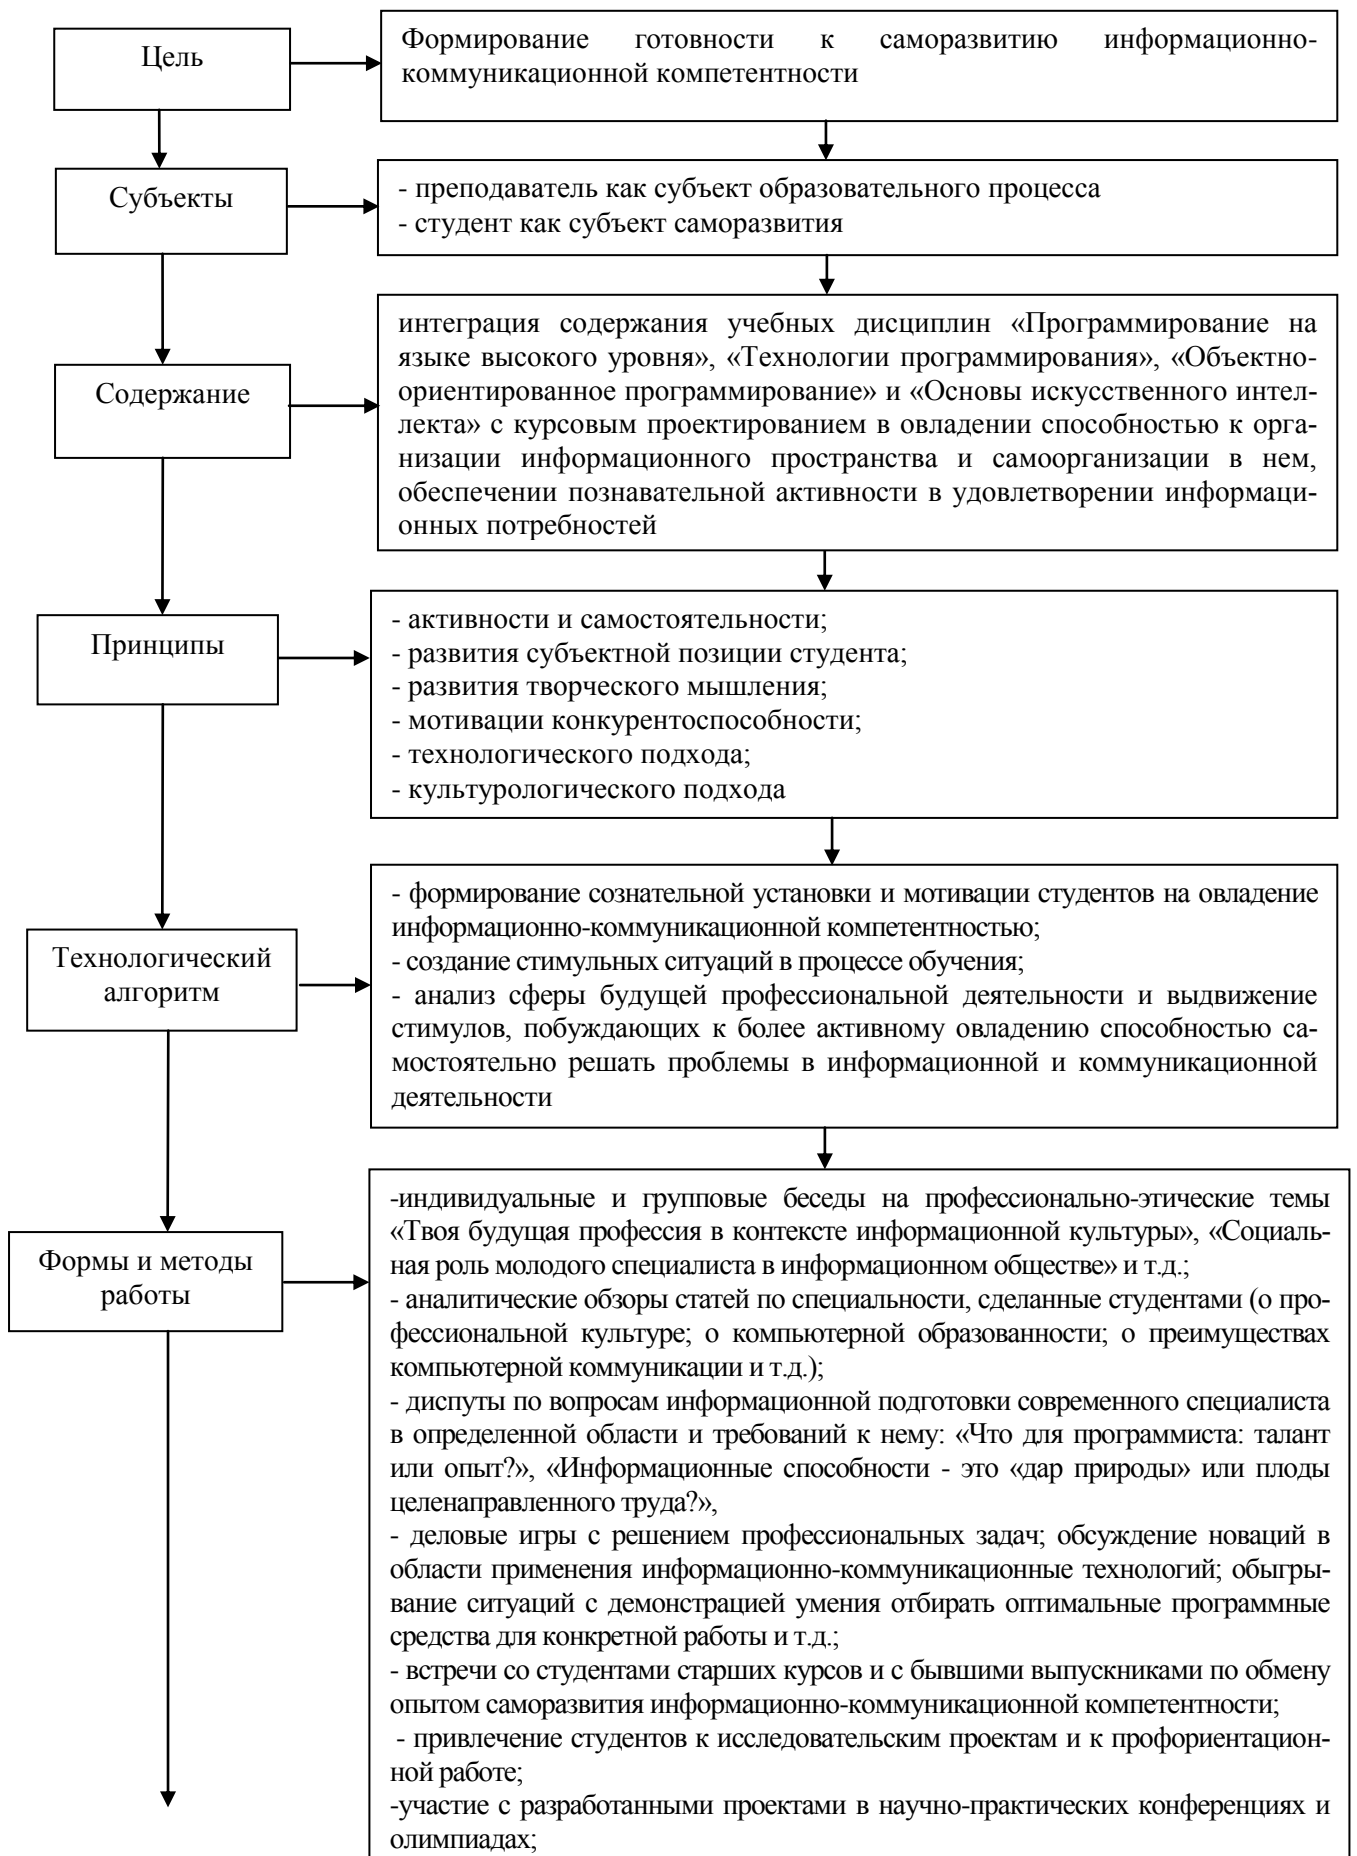 Цель
Формирование готовности к саморазвитию информационно-
коммуникационной компетентности
Субъекты
- преподаватель как субъект образовательного процесса
- студент как субъект саморазвития
Содержание
интеграция содержания учебных дисциплин «Программирование на
языке высокого уровня», «Технологии программирования», «Объектно-
ориентированное программирование» и «Основы искусственного интел-
лекта» с курсовым проектированием в овладении способностью к орга-
низации информационного пространства и самоорганизации в нем,
обеспечении познавательной активности в удовлетворении информаци-
онных потребностей
Принципы
- активности и самостоятельности;
- развития субъектной позиции студента;
- развития творческого мышления;
- мотивации конкурентоспособности;
- технологического подхода;
- культурологического подхода
Технологический
алгоритм
- формирование сознательной установки и мотивации студентов на овладение
информационно-коммуникационной компетентностью;
- создание стимульных ситуаций в процессе обучения;
- анализ сферы будущей профессиональной деятельности и выдвижение
стимулов, побуждающих к более активному овладению способностью са-
мостоятельно решать проблемы в информационной и коммуникационной
деятельности
Формы и методы
работы
-индивидуальные и групповые беседы на профессионально-этические темы
«Твоя будущая профессия в контексте информационной культуры», «Социаль-
ная роль молодого специалиста в информационном обществе» и т.д.;
- аналитические обзоры статей по специальности, сделанные студентами (о про-
фессиональной культуре; о компьютерной образованности; о преимуществах
компьютерной коммуникации и т.д.);
- диспуты по вопросам информационной подготовки современного специалиста
в определенной области и требований к нему: «Что для программиста: талант
или опыт?», «Информационные способности - это «дар природы» или плоды
целенаправленного труда?»,
- деловые игры с решением профессиональных задач; обсуждение новаций в
области применения информационно-коммуникационные технологий; обыгры-
вание ситуаций с демонстрацией умения отбирать оптимальные программные
средства для конкретной работы и т.д.;
- встречи со студентами старших курсов и с бывшими выпускниками по обмену
опытом саморазвития информационно-коммуникационной компетентности;
- привлечение студентов к исследовательским проектам и к профориентацион-
ной работе;
-участие с разработанными проектами в научно-практических конференциях и
олимпиадах;